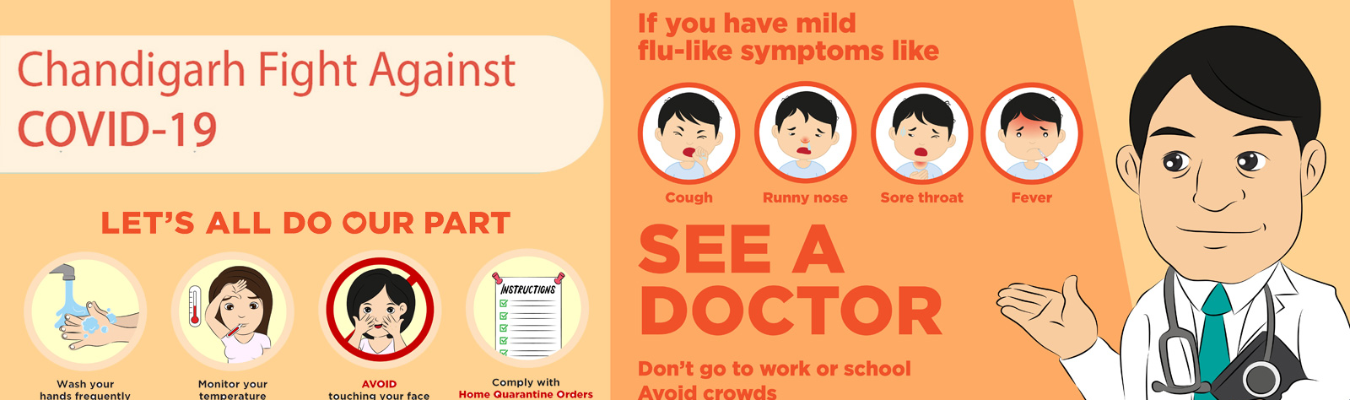 Chandigarh Fight Against
COVID-19
LET'S ALL DO OUR PART
INSTRUCTIONS
Wash your
hands frequently
Monitor your
temperature
AVOID
touching your face
Comply with
Home Quarantine Orders
If you have mild
flu-like symptoms like
Cough
Runny nose
Sore throat
Fever
SEE A
DOCTOR
Don't go to work or school
Avoid crowds